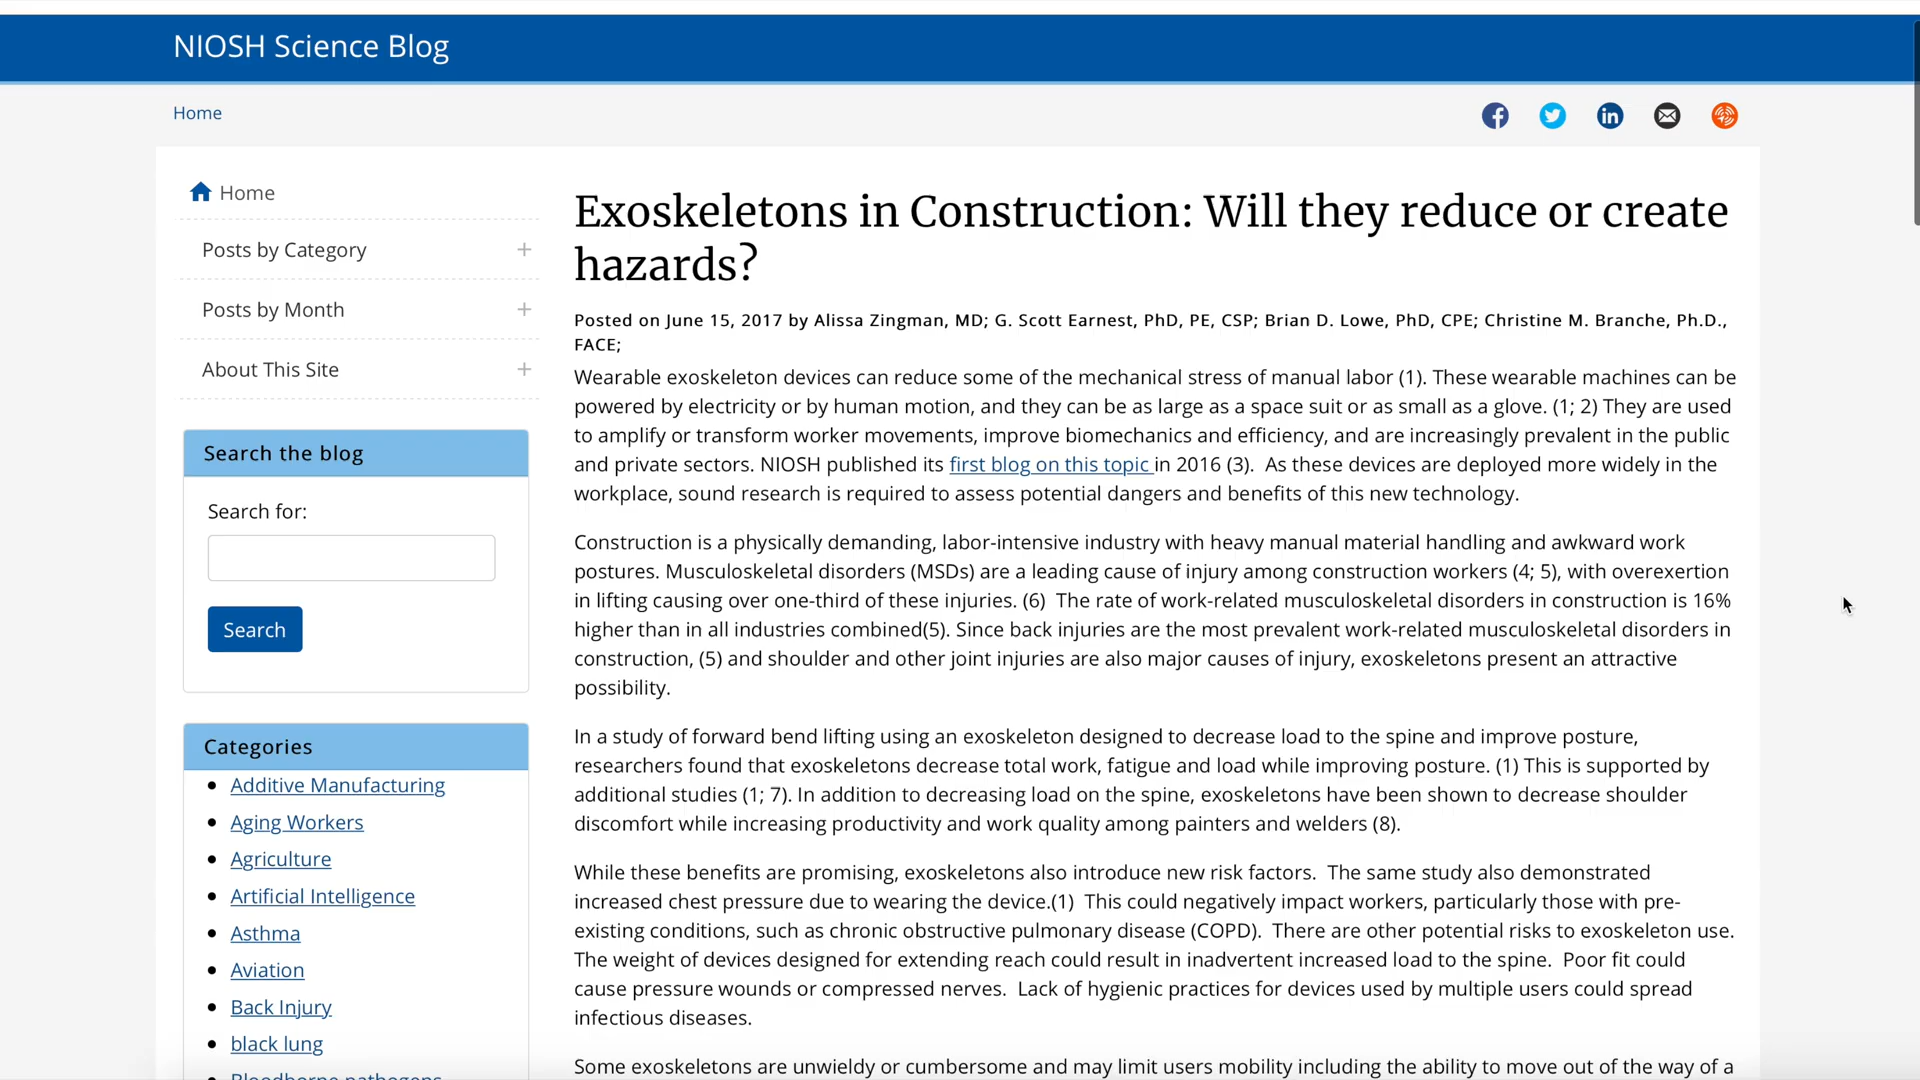 NIOSH Science Blog
Home
Home
Posts by Category
Posts by Month
About This Site
Search the blog
Search for:
Search
Categories
Additive Manufacturing
Aging Workers
Agriculture
Artificial Intelligence
Asthma
Aviation
Back Injury
black lung
Bloodborne pathogens
Exoskeletons in Construction: Will they reduce or create
hazards?
Posted on June 15, 2017 by Alissa Zingman, MD; G. Scott Earnest, PhD, PE, CSP; Brian D. Lowe, PhD, CPE; Christine M. Branche, Ph.D.,
FACE;
Wearable exoskeleton devices can reduce some of the mechanical stress of manual labor (1). These wearable machines can be
powered by electricity or by human motion, and they can be as large as a space suit or as small as a glove. (1; 2) They are used
to amplify or transform worker movements, improve biomechanics and efficiency, and are increasingly prevalent in the public
and private sectors. NIOSH published its first blog on this topic in 2016 (3).  As these devices are deployed more widely in the
workplace, sound research is required to assess potential dangers and benefits of this new technology.
Construction is a physically demanding, labor-intensive industry with heavy manual material handling and awkward work
postures. Musculoskeletal disorders (MSDs) are a leading cause of injury among construction workers (4; 5), with overexertion
in lifting causing over one-third of these injuries. (6)  The rate of work-related musculoskeletal disorders in construction is 16%
higher than in all industries combined(5). Since back injuries are the most prevalent work-related musculoskeletal disorders in
construction, (5) and shoulder and other joint injuries are also major causes of injury, exoskeletons present an attractive
possibility.
In a study of forward bend lifting using an exoskeleton designed to decrease load to the spine and improve posture,
researchers found that exoskeletons decrease total work, fatigue and load while improving posture. (1) This is supported by
additional studies (1; 7). In addition to decreasing load on the spine, exoskeletons have been shown to decrease shoulder
discomfort while increasing productivity and work quality among painters and welders (8).
While these benefits are promising, exoskeletons also introduce new risk factors.  The same study also demonstrated
increased chest pressure due to wearing the device.(1)  This could negatively impact workers, particularly those with pre-
existing conditions, such as chronic obstructive pulmonary disease (COPD).  There are other potential risks to exoskeleton use.
The weight of devices designed for extending reach could result in inadvertent increased load to the spine.  Poor fit could
cause pressure wounds or compressed nerves.  Lack of hygienic practices for devices used by multiple users could spread
infectious diseases.
Some exoskeletons are unwieldy or cumbersome and may limit users mobility including the ability to move out of the way of a